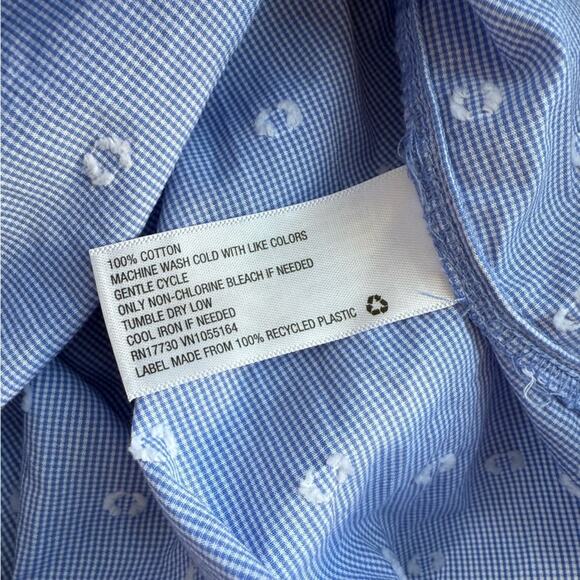 100% COTTON
MACHINE WASH COLD WITH LIKE COLORS
GENTLE CYCLE
ONLY NON-CHLORINE BLEACH IF NEEDED
TUMBLE DRY LOW
COOL IRON IF NEEDED
RN17730 VN1055164
LABEL MADE FROM 100% RECYCLED PLASTIC